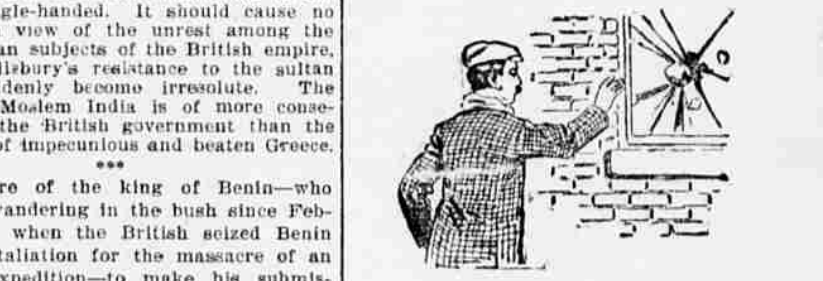 gle-handed. It should cause no
view of the unrest among the
an subjects of the British empire,
lisbury's resistance to the sultan
denly become irresolute. The
Moslem India is of more conse-
the British government than the
of impecunious and beaten Greece.
***
re of the king of Benin—who
andering in the bush since Feb-
when the British seized Benin
taliation for the massacre of an
xpedition—to make his submis-